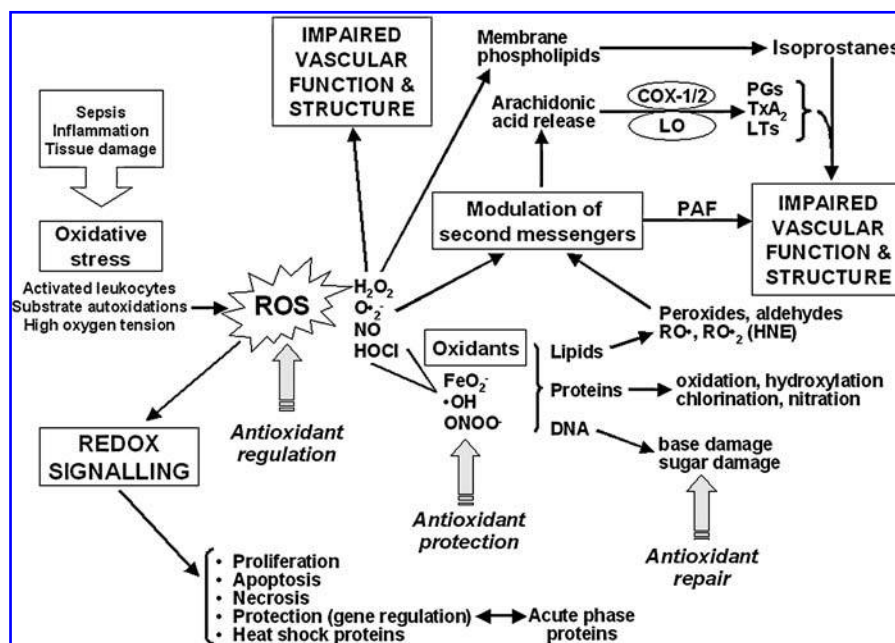 IMPAIRED
VASCULAR
FUNCTION &
STRUCTURE
Membrane
phospholipids
Isoprostanes
Sepsis
Inflammation
Tissue damage
Arachidonic
acid release
COX-1/2
LO
PGs
TxA₂
LTs
Oxidative
stress
Modulation of
second messengers
PAF
IMPAIRED
VASCULAR
FUNCTION &
STRUCTURE
Activated leukocytes
Substrate autoxidations
High oxygen tension
ROS
H₂O₂
O•₂⁻
NO
HOCl
Oxidants
FeO₂⁻
•OH
ONOO⁻
Lipids
Proteins
DNA
Peroxides, aldehydes
RO•, RO•₂ (HNE)
oxidation, hydroxylation
chlorination, nitration
base damage
sugar damage
REDOX
SIGNALLING
Antioxidant
regulation
Antioxidant
protection
Antioxidant
repair
• Proliferation
• Apoptosis
• Necrosis
• Protection (gene regulation)
• Heat shock proteins
Acute phase
proteins